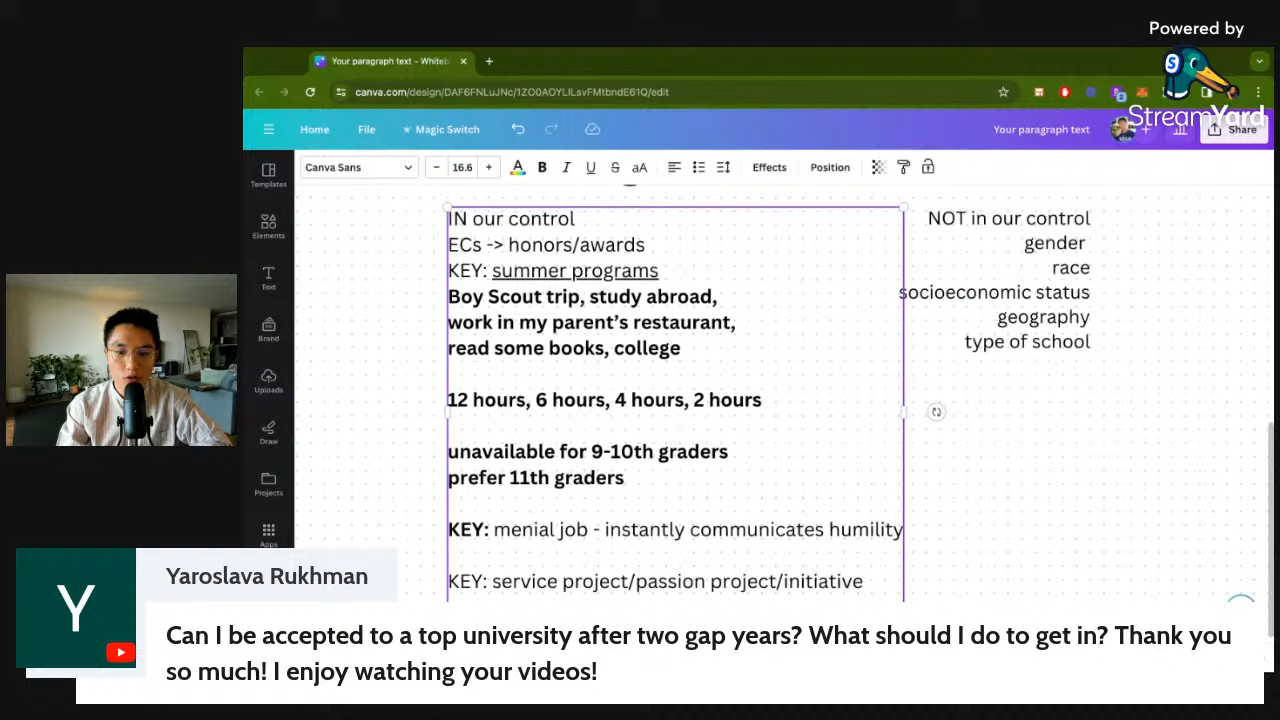 Powered by
StreamYard
Your paragraph text - Whiteb
canva.com/design/DAF6FNLuJNc/1ZO0AOYLILsvFMtbndE61Q/edit
Home
File
Magic Switch
Your paragraph text
Share
Canva Sans
16.6
A
B
I
U
S
aA
Effects
Position
Templates
Elements
Text
Brand
Uploads
Draw
Projects
Apps
IN our control
ECs -> honors/awards
KEY: summer programs
Boy Scout trip, study abroad,
work in my parent's restaurant,
read some books, college
12 hours, 6 hours, 4 hours, 2 hours
unavailable for 9-10th graders
prefer 11th graders
KEY: menial job - instantly communicates humility
KEY: service project/passion project/initiative
NOT in our control
gender
race
socioeconomic status
geography
type of school
Y
Yaroslava Rukhman
Can I be accepted to a top university after two gap years? What should I do to get in? Thank you
so much! I enjoy watching your videos!